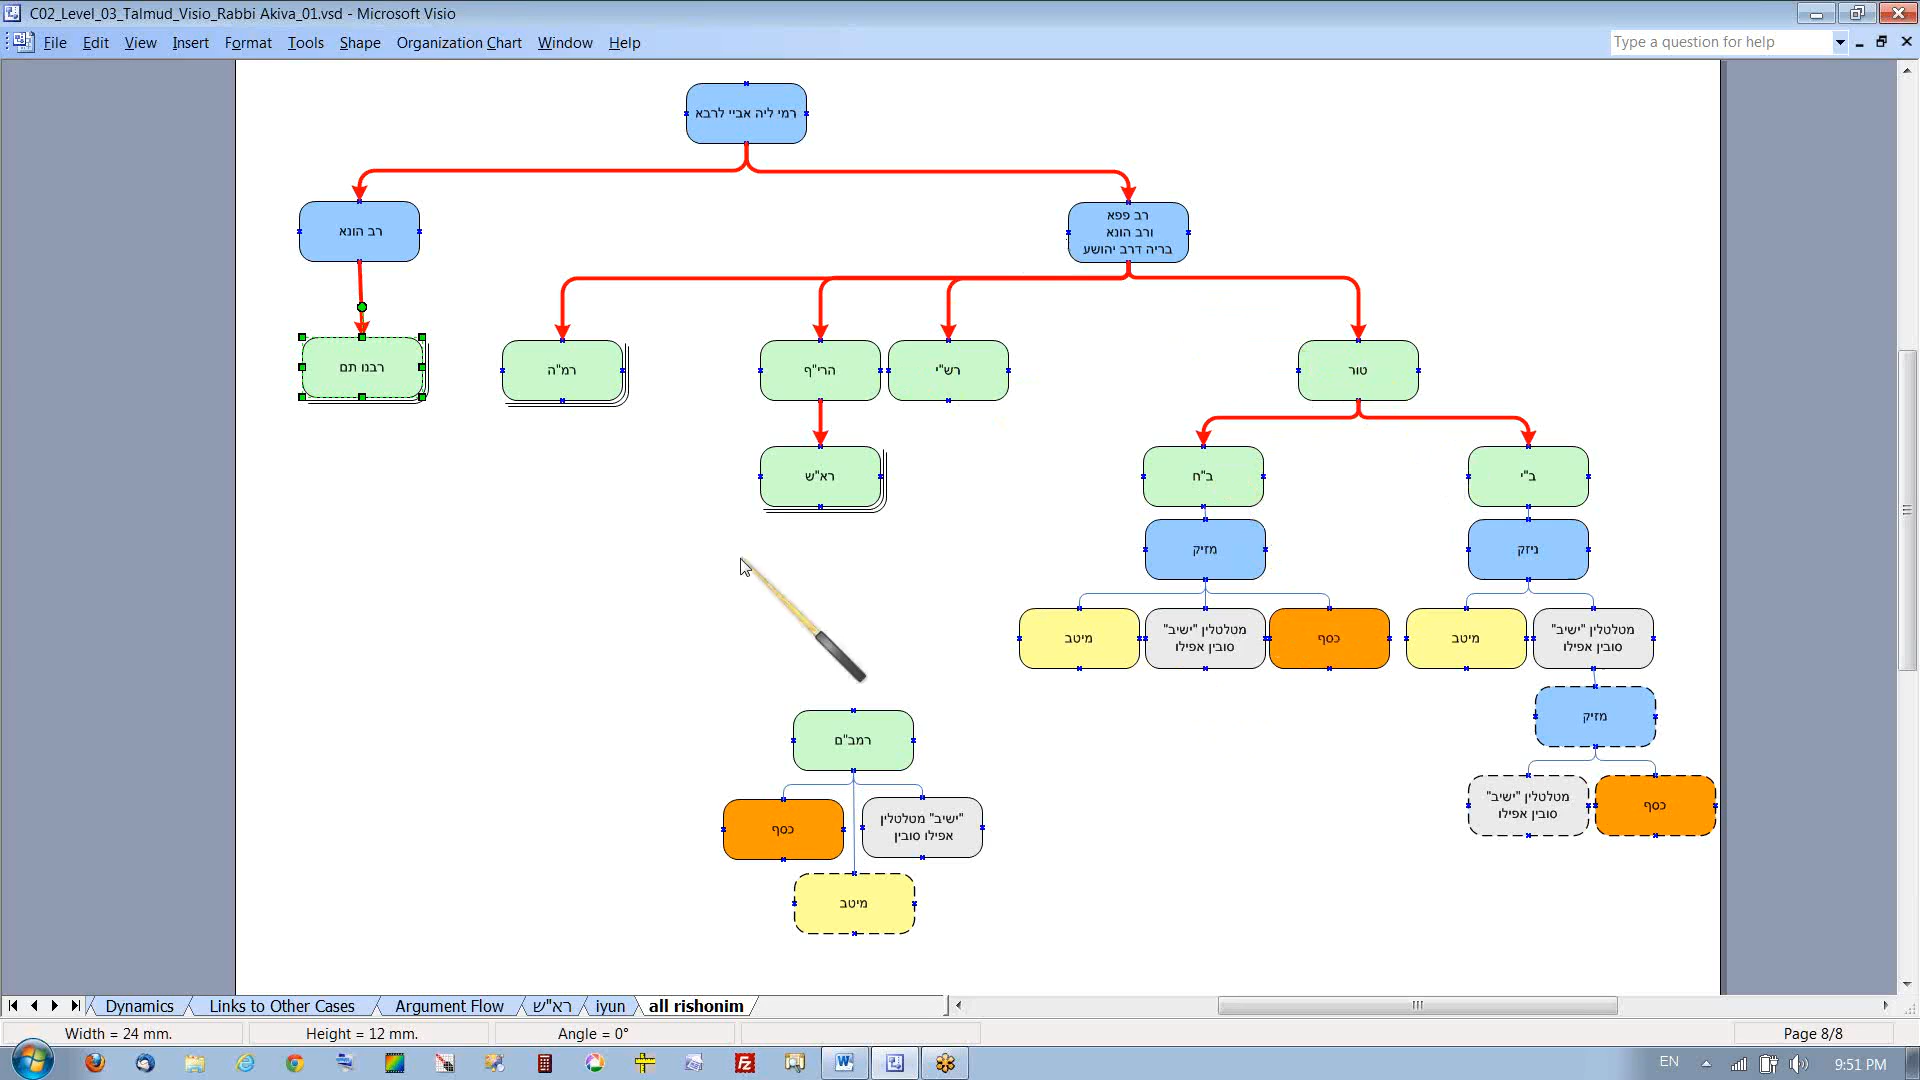 C02_Level_03_Talmud_Visio_Rabbi Akiva_01.vsd - Microsoft Visio
File Edit View Insert Format Tools Shape Organization Chart Window Help
Type a question for help
רמי ליה אביי לרבא
רב הונא
רב פפא
ורב הונא
בריה דרב יהושע
רבנו תם
רמ"ה
הרי"ף
רש"י
טור
רא"ש
ב"ח
ב"י
מזיק
ניזק
מיטב
מטלטלין "ישיב"
סובין אפילו
כסף
מיטב
מטלטלין "ישיב"
סובין אפילו
מזיק
מטלטלין "ישיב"
סובין אפילו
כסף
רמב"ם
כסף
"ישיב" מטלטלין
אפילו סובין
מיטב
Dynamics Links to Other Cases Argument Flow רא"ש iyun all rishonim
Width = 24 mm. Height = 12 mm. Angle = 0° Page 8/8
EN 9:51 PM